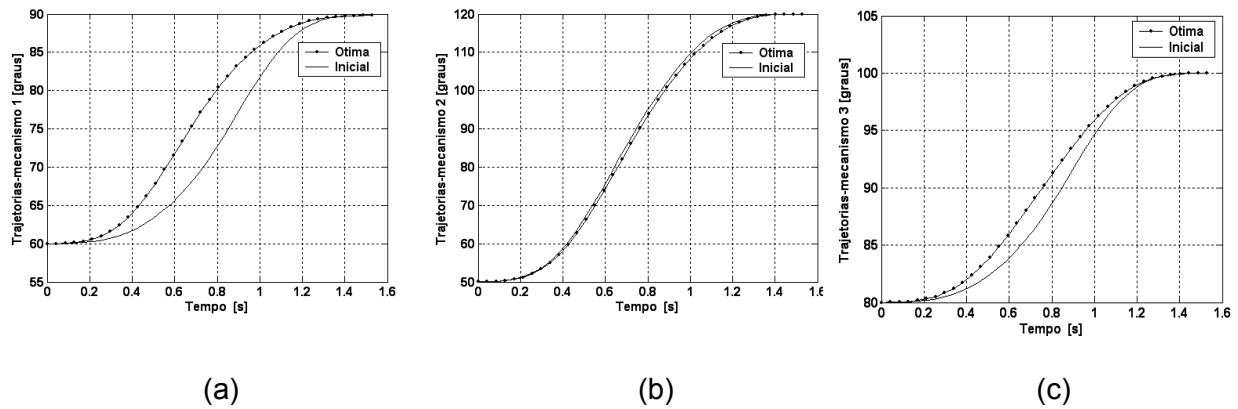 Trajetorias-mecanismo 1 [graus]
90
85
80
75
70
65
60
55
0 0.2 0.4 0.6 0.8 1 1.2 1.4 1.6
Tempo [s]
Otima
Inicial
(a)
Trajetorias-mecanismo 2 [graus]
120
110
100
90
80
70
60
50
0 0.2 0.4 0.6 0.8 1 1.2 1.4 1.6
Tempo [s]
Otima
Inicial
(b)
Trajetorias-mecanismo 3 [graus]
105
100
95
90
85
80
0 0.2 0.4 0.6 0.8 1 1.2 1.4 1.6
Tempo [s]
Otima
Inicial
(c)